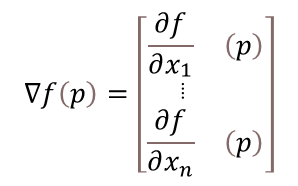 ∇f(p) = [ ∂f/∂x₁ (p)
⋮
∂f/∂xₙ (p) ]